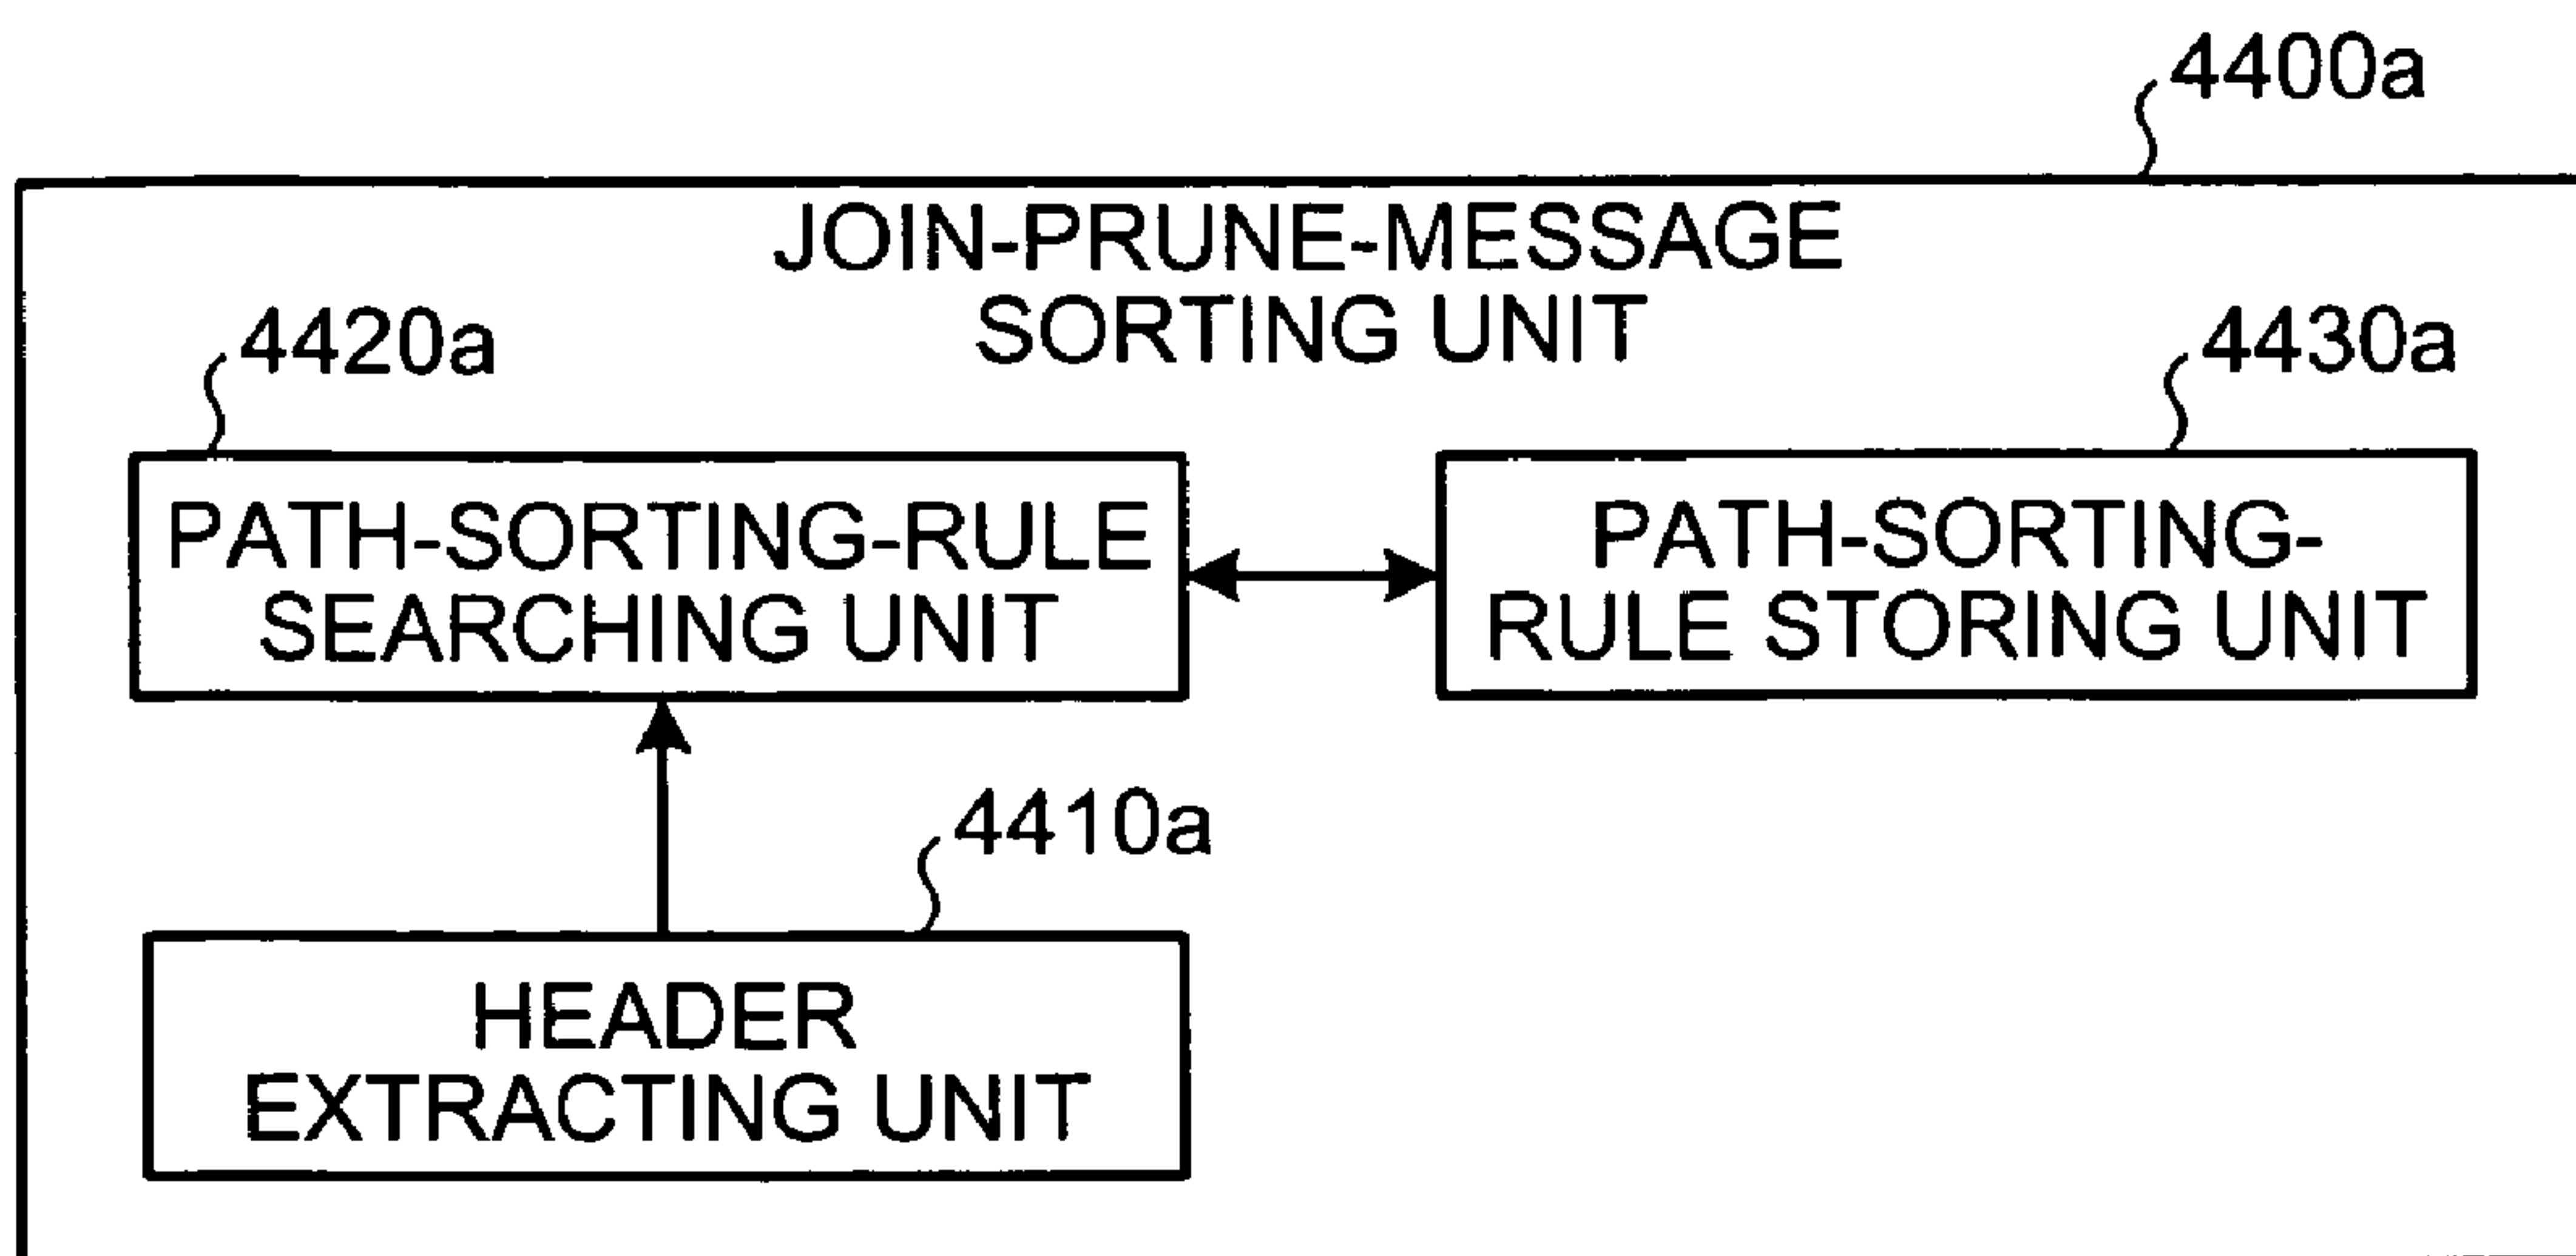 4400a
JOIN-PRUNE-MESSAGE
SORTING UNIT
4420a
4430a
PATH-SORTING-RULE
SEARCHING UNIT
PATH-SORTING-
RULE STORING UNIT
4410a
HEADER
EXTRACTING UNIT